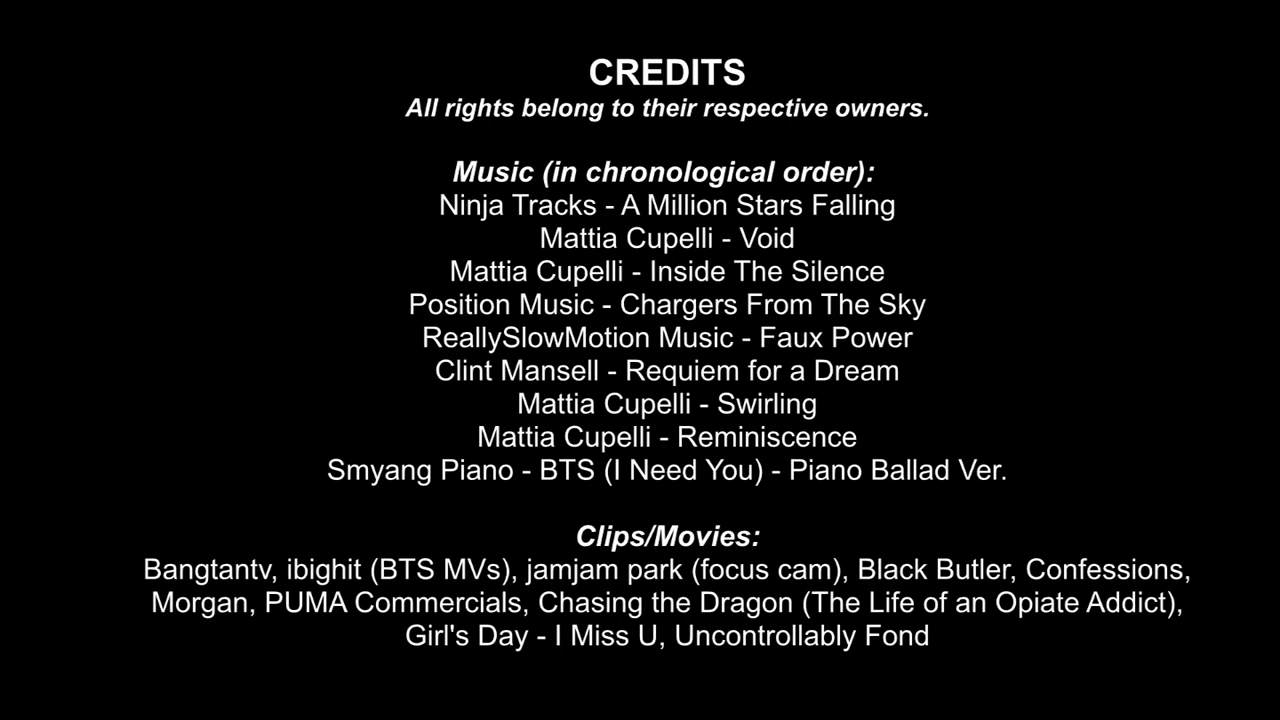 CREDITS
All rights belong to their respective owners.
Music (in chronological order):
Ninja Tracks - A Million Stars Falling
Mattia Cupelli - Void
Mattia Cupelli - Inside The Silence
Position Music - Chargers From The Sky
ReallySlowMotion Music - Faux Power
Clint Mansell - Requiem for a Dream
Mattia Cupelli - Swirling
Mattia Cupelli - Reminiscence
Smyang Piano - BTS (I Need You) - Piano Ballad Ver.
Clips/Movies:
Bangtantv, ibighit (BTS MVs), jamjam park (focus cam), Black Butler, Confessions,
Morgan, PUMA Commercials, Chasing the Dragon (The Life of an Opiate Addict),
Girl's Day - I Miss U, Uncontrollably Fond